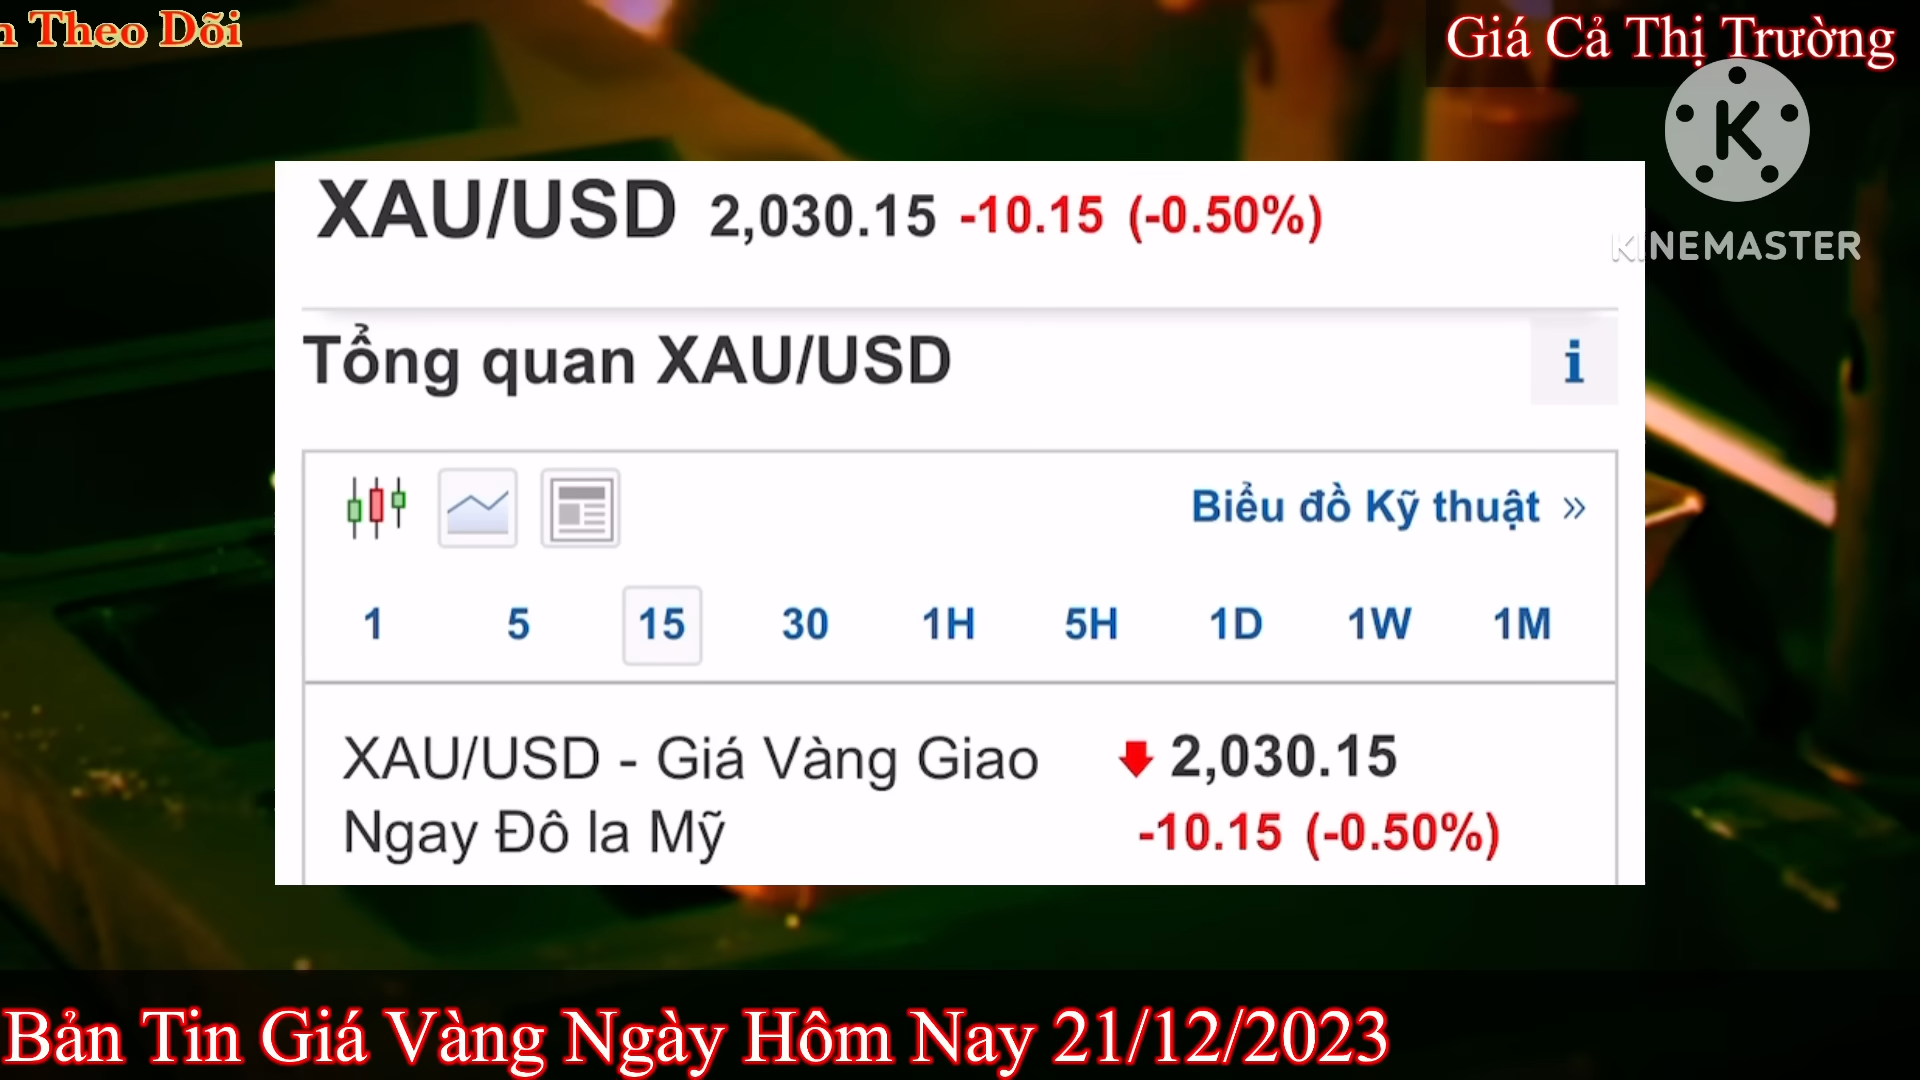 Theo Dõi
Giá Cả Thị Trường
K
KINEMASTER
XAU/USD 2,030.15 -10.15 (-0.50%)
Tổng quan XAU/USD
i
Biểu đồ Kỹ thuật »
1 5 15 30 1H 5H 1D 1W 1M
XAU/USD - Giá Vàng Giao 2,030.15
Ngay Đô la Mỹ -10.15 (-0.50%)
Bản Tin Giá Vàng Ngày Hôm Nay 21/12/2023